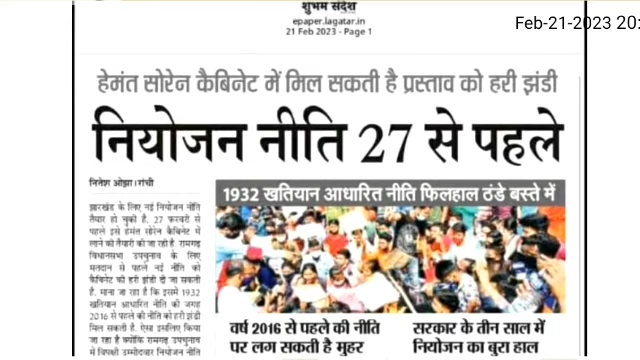 शुभम संदेश
epaper.lagatar.in
21 Feb 2023 - Page 1
Feb-21-2023 20:
हेमंत सोरेन कैबिनेट में मिल सकती है प्रस्ताव को हरी झंडी
नियोजन नीति 27 से पहले
नितेश ओझा। रांची
झारखंड के लिए नई नियोजन नीति
तैयार हो चुकी है. 27 फरवरी से
पहले इसे हेमंत सोरेन कैबिनेट में
लाने की तैयारी की जा रही है. रामगढ़
विधानसभा उपचुनाव के लिए
मतदान से पहले नई नीति को
कैबिनेट की हरी झंडी दी जा सकती
है. माना जा रहा है कि इसमें 1932
खतियान आधारित नीति की जगह
2016 से पहले की नीति को हरी झंडी
मिल सकती है. ऐसा इसलिए किया
जा रहा है क्योंकि रामगढ़ उपचुनाव
में विपक्षी उम्मीदवार नियोजन नीति
1932 खतियान आधारित नीति फिलहाल ठंडे बस्ते में
वर्ष 2016 से पहले की नीति
पर लग सकती है मुहर
सरकार के तीन साल में
नियोजन का बुरा हाल